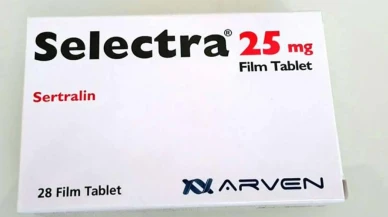 Selectra® 25 mg
Film Tablet
Sertralin
28 Film Tablet
ARVEN